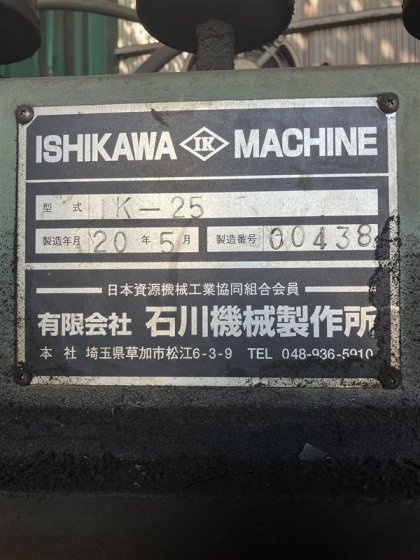 ISHIKAWA IK MACHINE
型式 IK-25
製造年月 20年5月 製造番号 00438
日本資源機械工業協同組合会員
有限会社 石川機械製作所
本社 埼玉県草加市松江6-3-9 TEL 048-936-5910